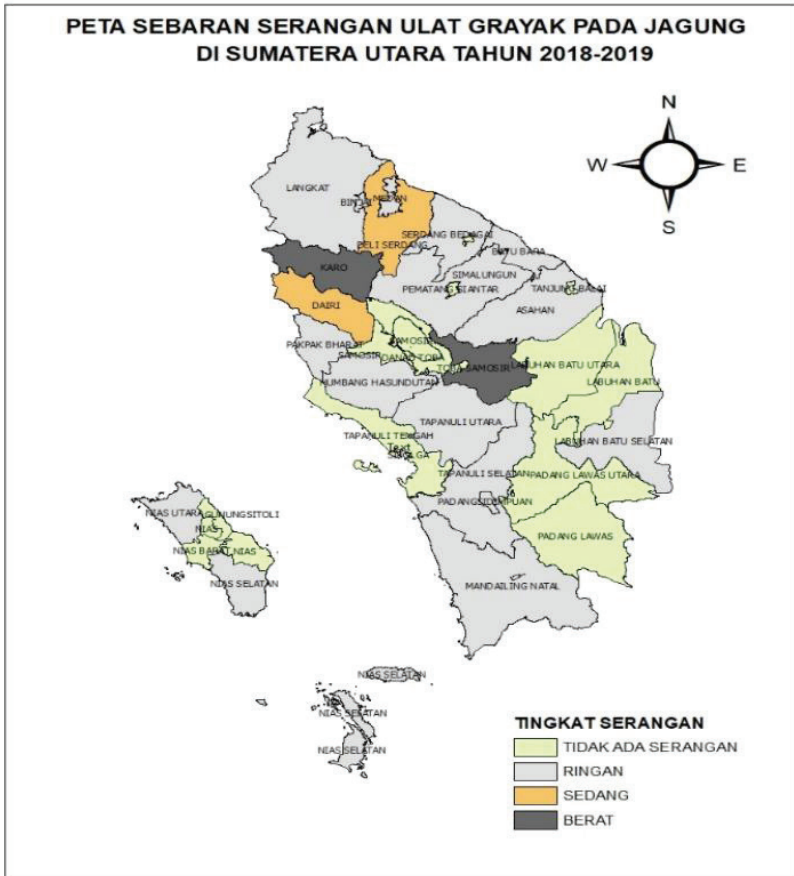 PETA SEBARAN SERANGAN ULAT GRAYAK PADA JAGUNG
DI SUMATERA UTARA TAHUN 2018-2019
N
W
E
S
LANGKAT
BINJAI
MEDAN
SERDANG BEDAGAI
DELI SERDANG
BATU BARA
KARO
SIMALUNGUN
PEMATANG SIANTAR
TANJUNG BALAI
DAIRI
ASAHAN
SAMOSIR
PAKPAK BHARAT
SAMOSIR
DANAU TOBA
TOBA SAMOSIR
LABUHAN BATU UTARA
HUMBANG HASUNDUTAN
LABUHAN BATU
TAPANULI UTARA
TAPANULI TENGAH
Text
SIBOLGA
LABUHAN BATU SELATAN
TAPANULI SELATAN
PADANG LAWAS UTARA
PADANGSIDEMPUAN
NIAS UTARA
GUNUNGSITOLI
NIAS
PADANG LAWAS
NIAS BARAT
NIAS
NIAS SELATAN
MANDAILING NATAL
NIAS SELATAN
NIAS SELATAN
NIAS SELATAN
TINGKAT SERANGAN
TIDAK ADA SERANGAN
RINGAN
SEDANG
BERAT